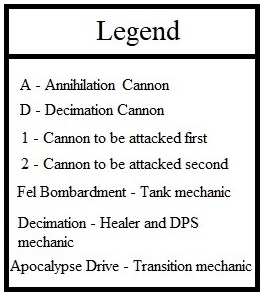 Legend
A - Annihilation Cannon
D - Decimation Cannon
1 - Cannon to be attacked first
2 - Cannon to be attacked second
Fel Bombardment - Tank mechanic
Decimation - Healer and DPS
mechanic
Apocalypse Drive - Transition mechanic